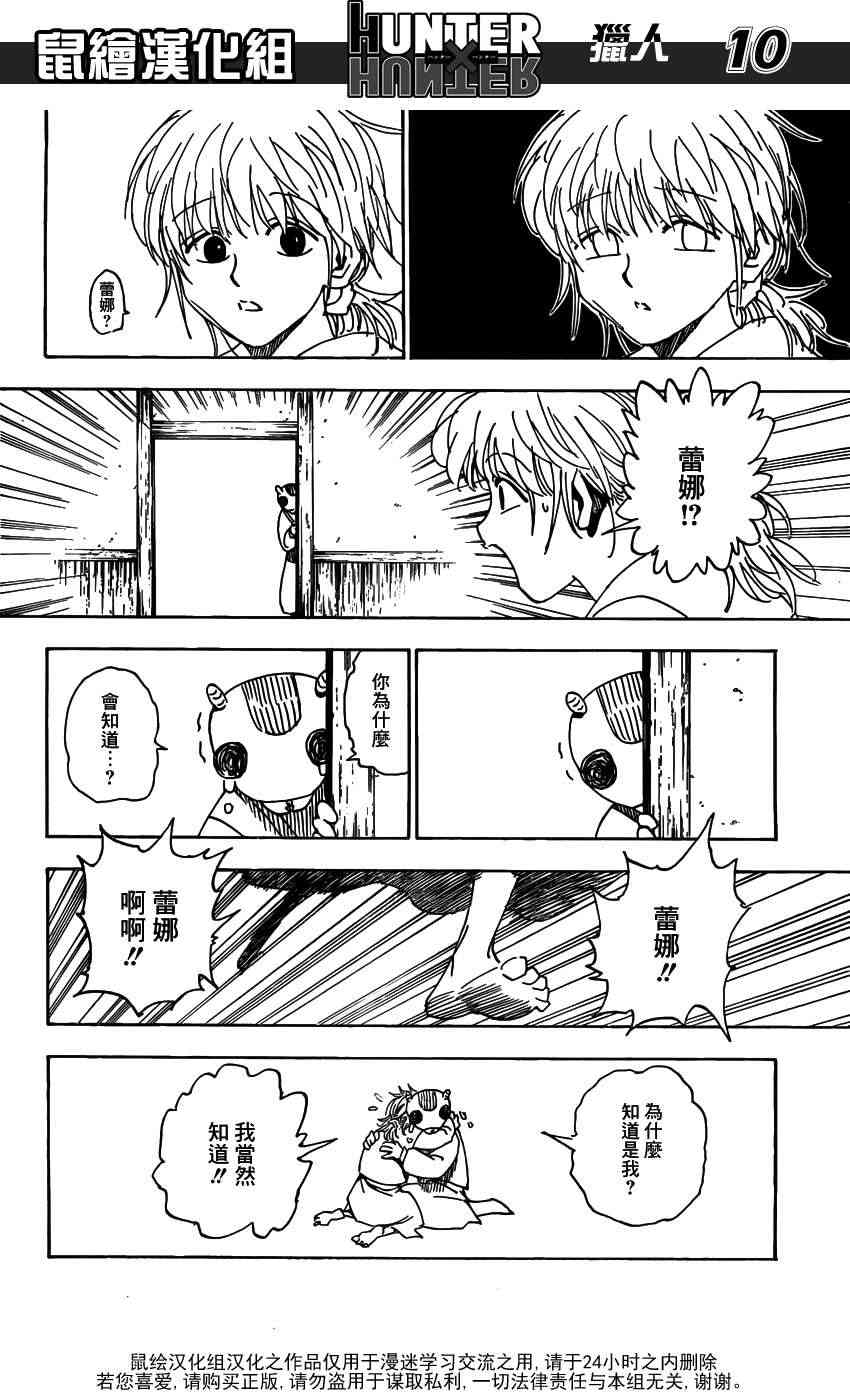 鼠繪漢化組
HUNTER
×
HUNTER
獵人
10
蕾娜?
蕾娜!?
你為什麼
會知道…?
蕾娜!!
蕾娜
啊啊!!
為什麼
知道是我?
我當然
知道!!
鼠绘汉化组汉化之作品仅用于漫迷学习交流之用,请于24小时之内删除
若您喜爱,请购买正版,请勿盗用于谋取私利,一切法律责任与本组无关,谢谢。